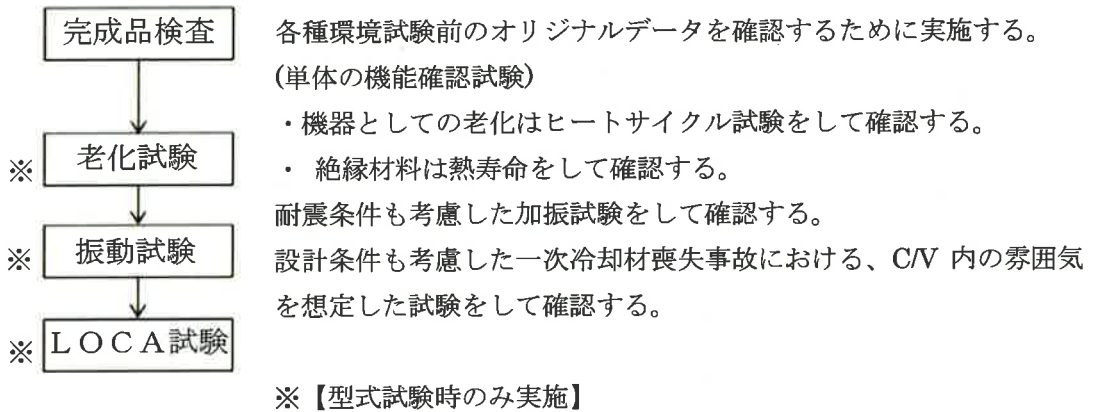 完成品検査 各種環境試験前のオリジナルデータを確認するために実施する。
(単体の機能確認試験)
・機器としての老化はヒートサイクル試験をして確認する。
※ 老化試験 ・ 絶縁材料は熱寿命をして確認する。
耐震条件も考慮した加振試験をして確認する。
※ 振動試験 設計条件も考慮した一次冷却材喪失事故における、C/V 内の雰囲気
を想定した試験をして確認する。
※ LOCA試験
※【型式試験時のみ実施】